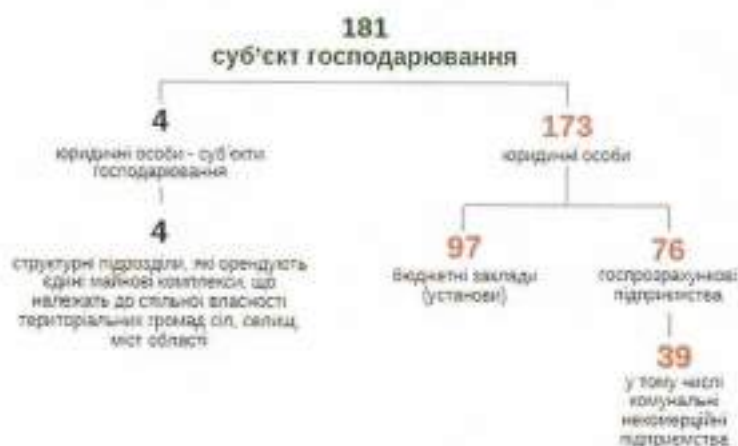 181
суб'єкт господарювання
4
юридичні особи - суб'єкти
господарювання
4
структурні підрозділи, які орендують
єдині майнові комплекси, що
належать до спільної власності
територіальних громад сіл, селищ,
міст області
173
юридичні особи
97
бюджетні заклади
(установи)
76
госпрозрахункові
підприємства
39
у тому числі
комунальні
некомерційні
підприємства